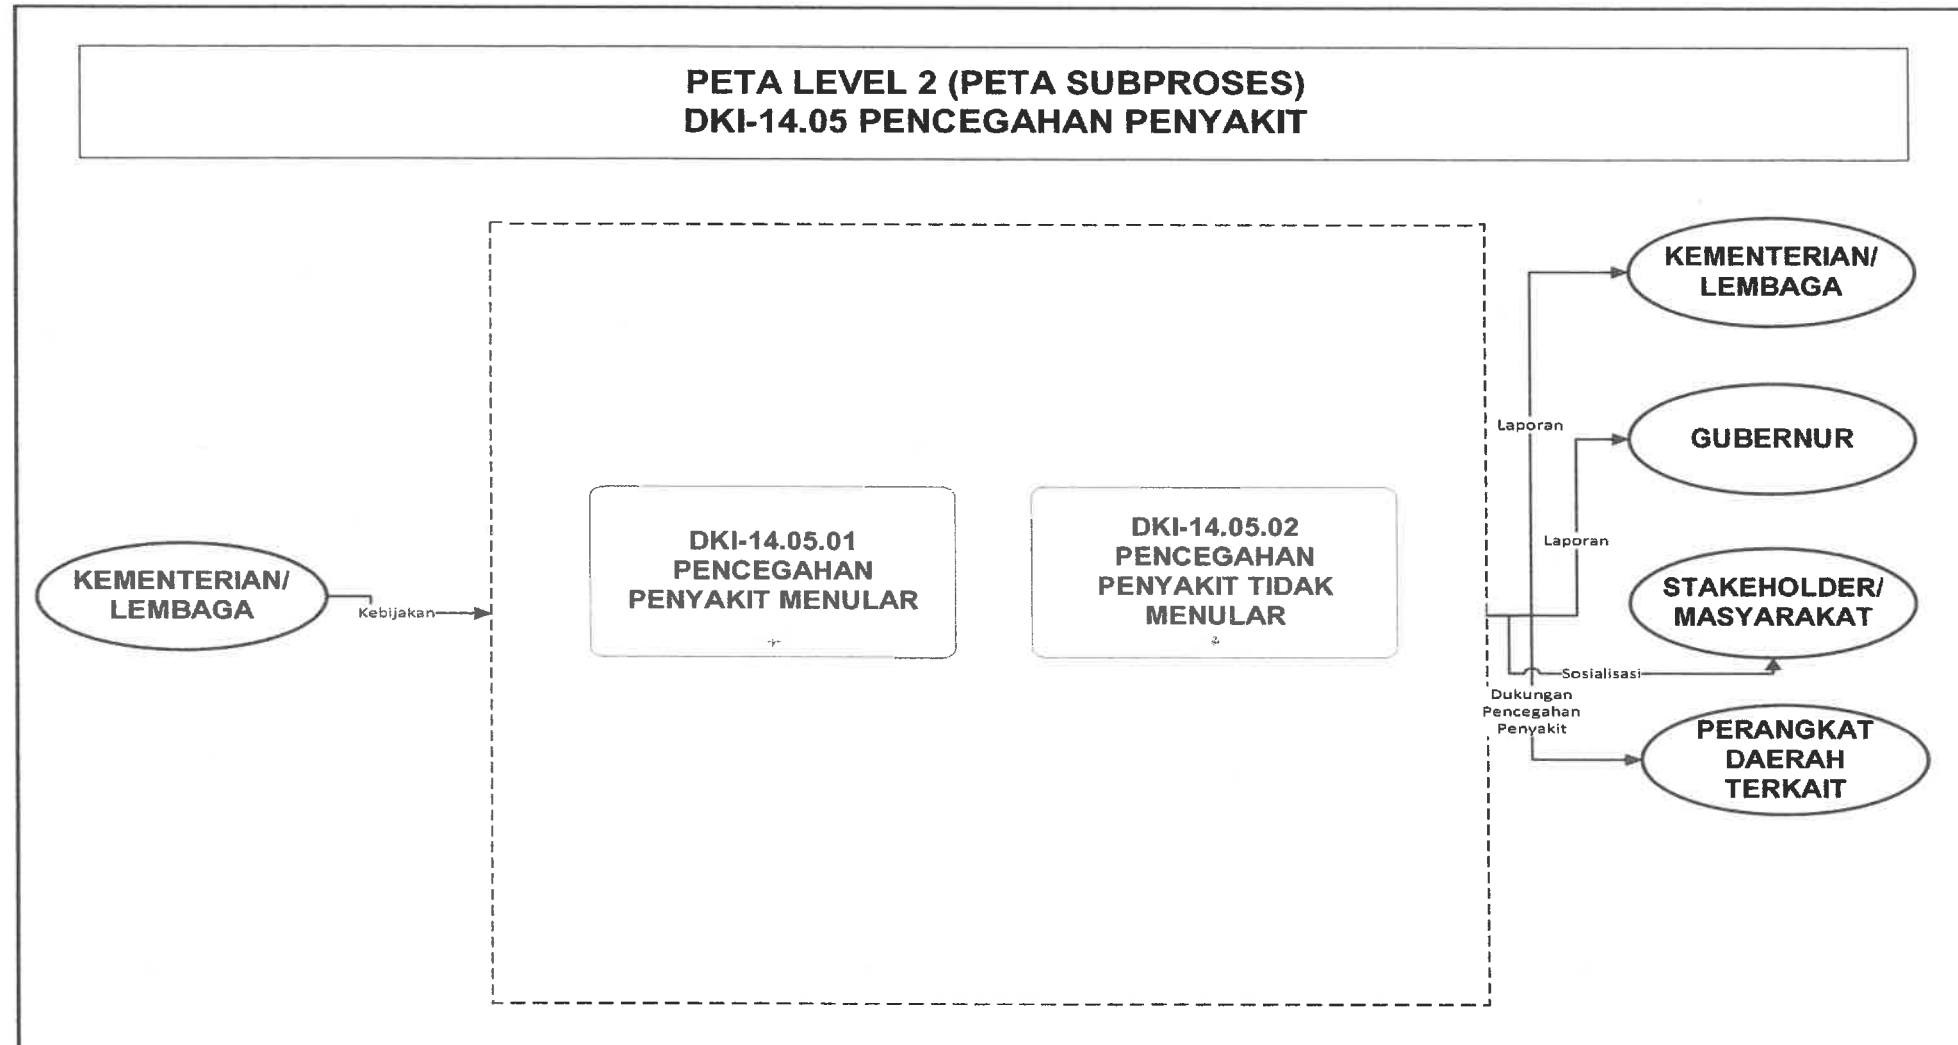 PETA LEVEL 2 (PETA SUBPROSES)
DKI-14.05 PENCEGAHAN PENYAKIT
KEMENTERIAN/
LEMBAGA
Kebijakan
DKI-14.05.01
PENCEGAHAN
PENYAKIT MENULAR
DKI-14.05.02
PENCEGAHAN
PENYAKIT TIDAK
MENULAR
Laporan
Laporan
Sosialisasi
Dukungan
Pencegahan
Penyakit
KEMENTERIAN/
LEMBAGA
GUBERNUR
STAKEHOLDER/
MASYARAKAT
PERANGKAT
DAERAH
TERKAIT